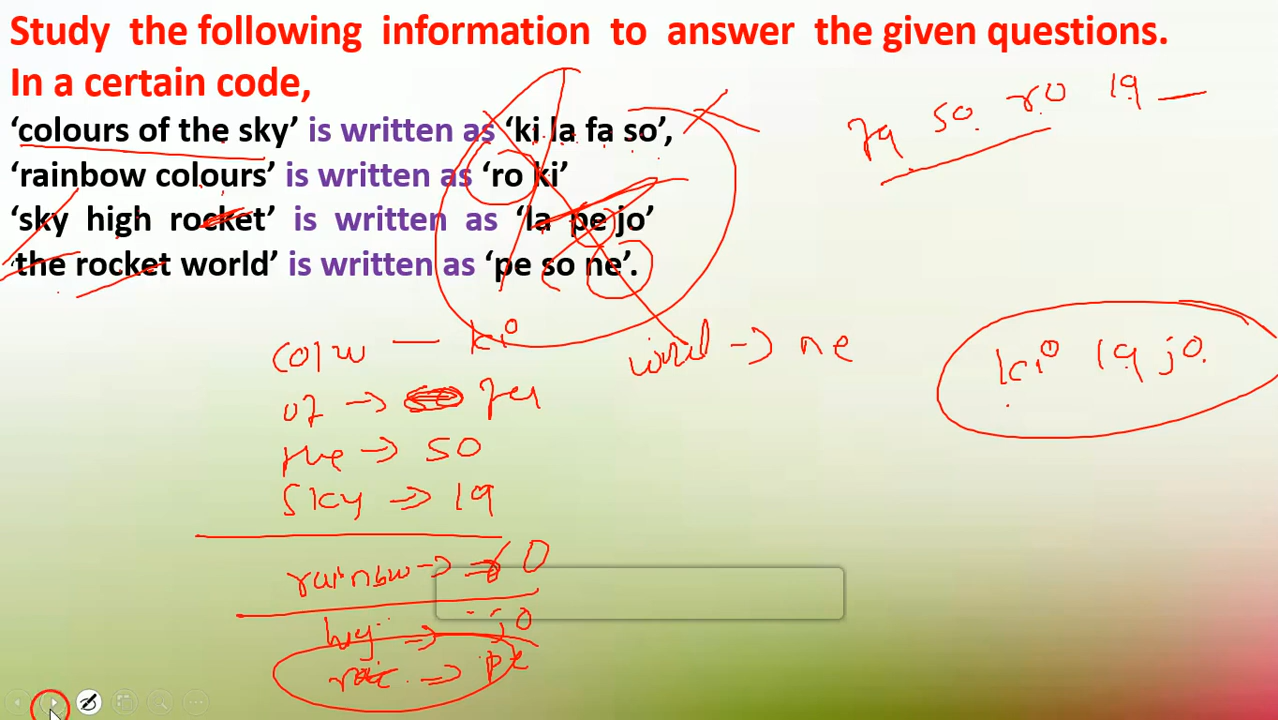 Study the following information to answer the given questions.
In a certain code,
‘colours of the sky’ is written as ‘ki la fa so’,
‘rainbow colours’ is written as ‘ro ki’
‘sky high rocket’ is written as ‘la pe jo’
‘the rocket world’ is written as ‘pe so ne’.
fa so ro la
colw — ki
world → ne
ki la jo
of → fa
the → so
sky → la
rainbw → ro
→ jo
→ pe